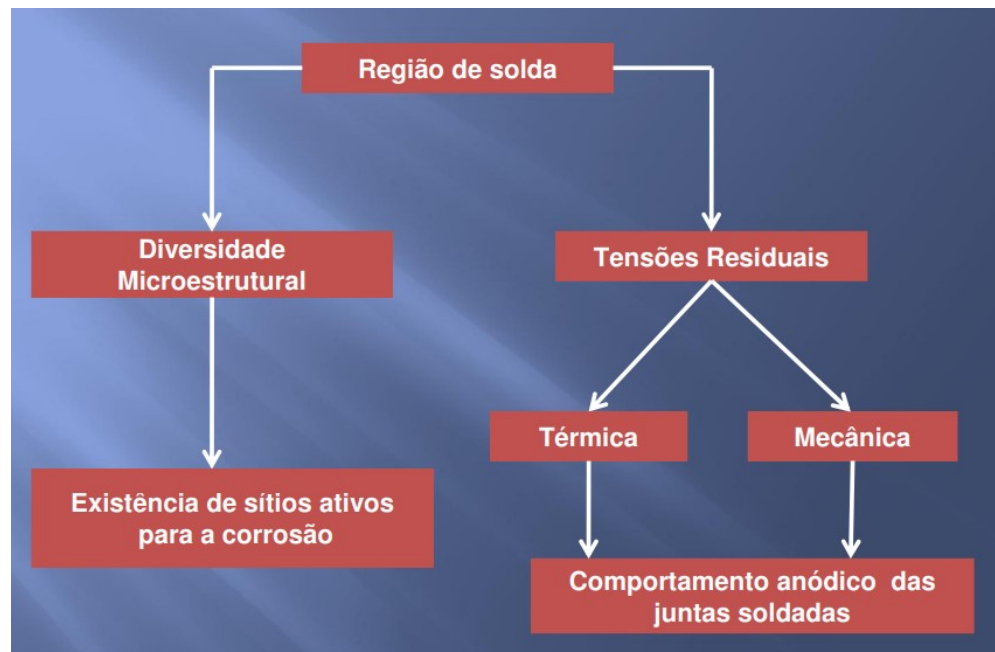 Região de solda
Diversidade
Microestrutural
Tensões Residuais
Térmica
Mecânica
Existência de sítios ativos
para a corrosão
Comportamento anódico das
juntas soldadas